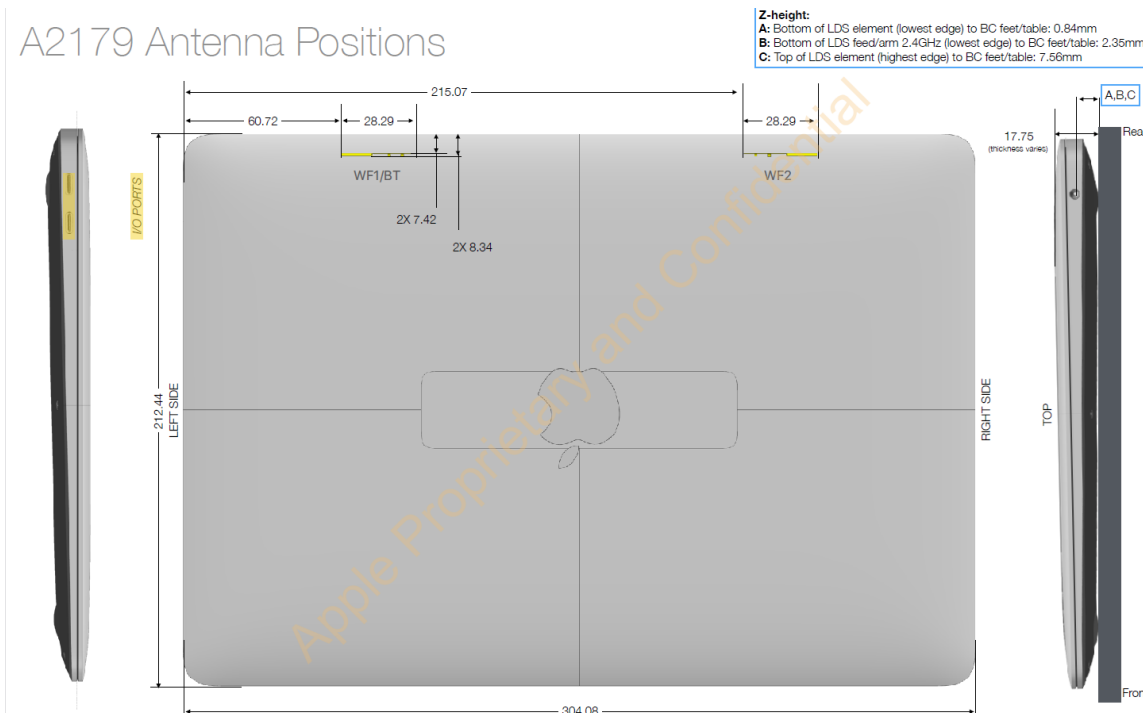 A2179 Antenna Positions
Z-height:
A: Bottom of LDS element (lowest edge) to BC feet/table: 0.84mm
B: Bottom of LDS feed/arm 2.4GHz (lowest edge) to BC feet/table: 2.35mm
C: Top of LDS element (highest edge) to BC feet/table: 7.56mm
215.07
A,B,C
60.72
28.29
28.29
17.75
(thickness varies)
Rea
WF1/BT
WF2
I/O PORTS
2X 7.42
2X 8.34
212.44
LEFT SIDE
RIGHT SIDE
TOP
Apple Proprietary and Confidential
Fron
304.08